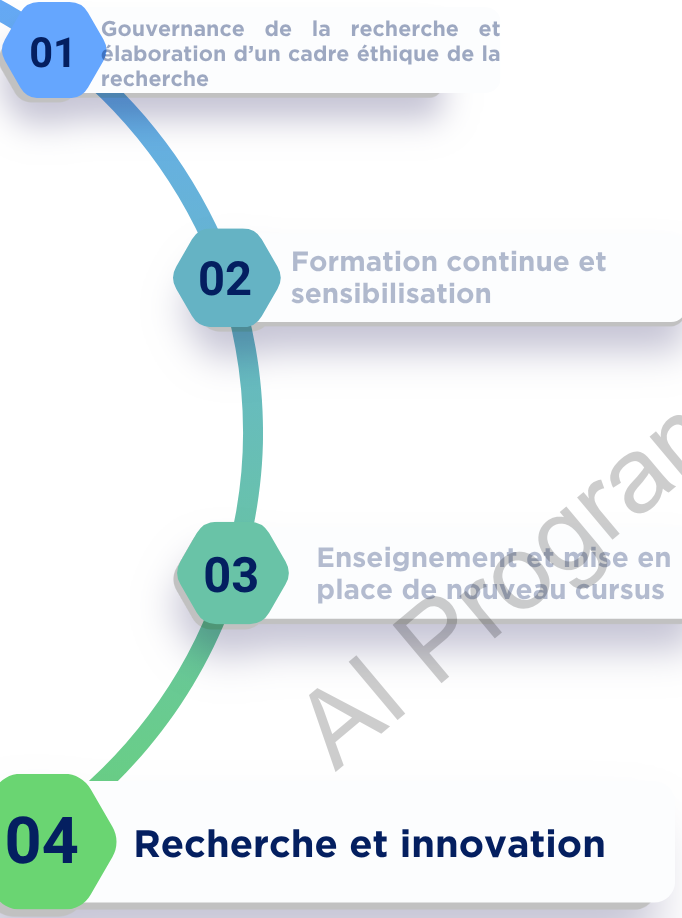 01
Gouvernance de la recherche et
élaboration d’un cadre éthique de la
recherche
02
Formation continue et
sensibilisation
03
Enseignement et mise en
place de nouveau cursus
AI
04
Recherche et innovation